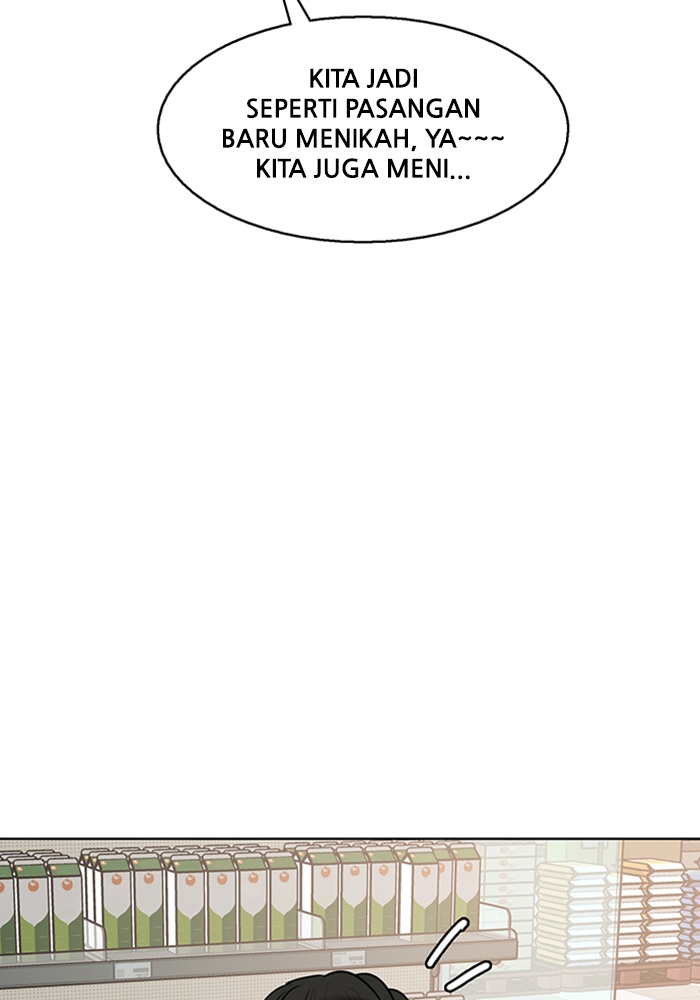 KITA JADI
SEPERTI PASANGAN
BARU MENIKAH, YA~~~
KITA JUGA MENI...